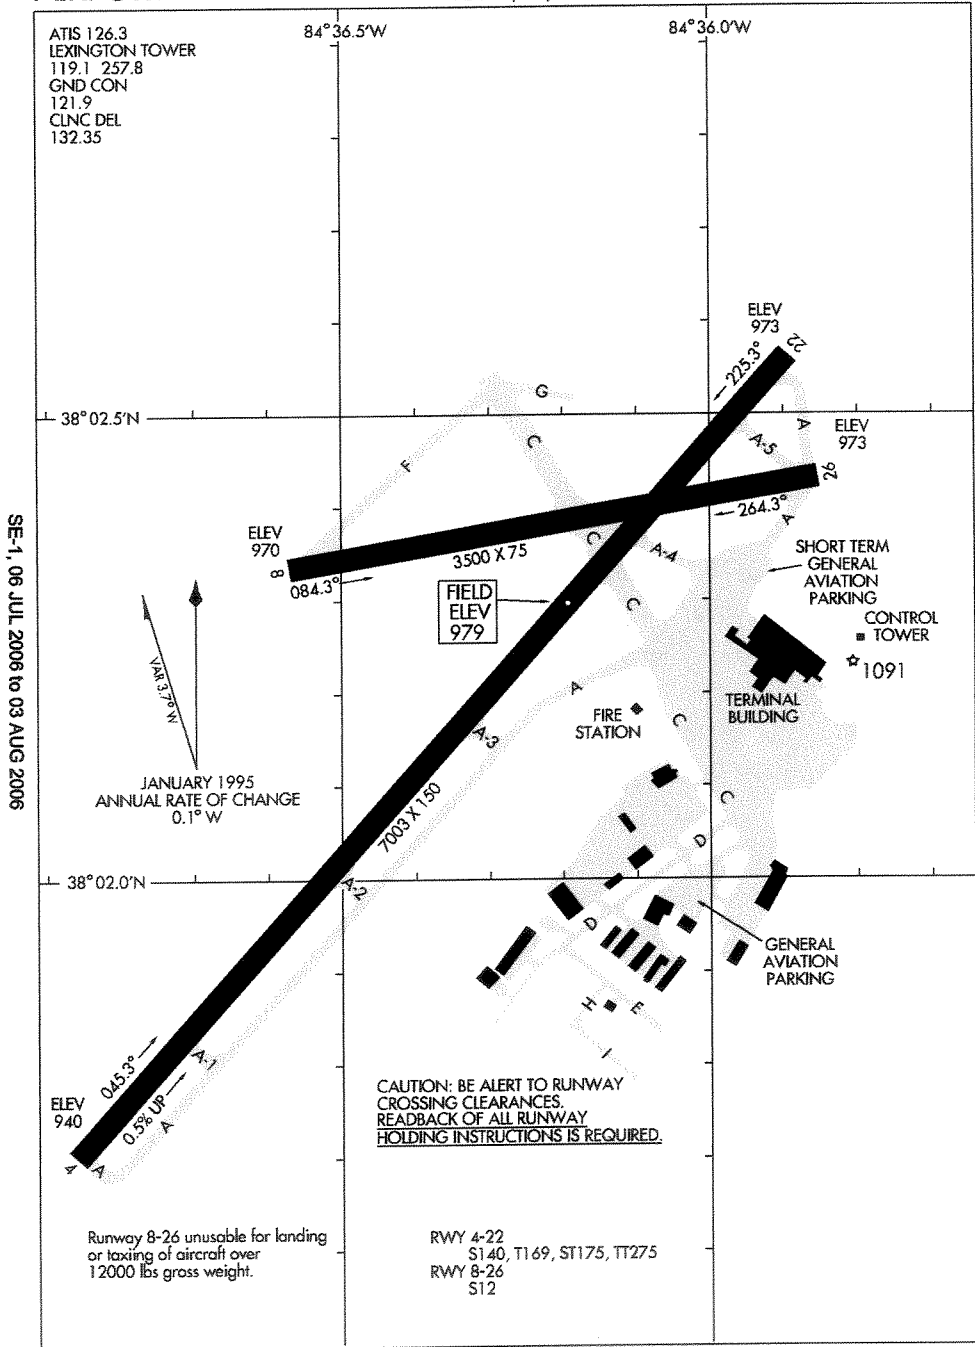 ATIS 126.3
LEXINGTON TOWER
119.1 257.8
GND CON
121.9
CLNC DEL
132.35
84°36.5'W
84°36.0'W
ELEV
973
22
225.3°
G
38°02.5'N
C
A
A-5
ELEV
973
F
26
264.3°
A
ELEV
970
8
084.3°
3500 X 75
C
A-4
SHORT TERM
GENERAL
AVIATION
PARKING
FIELD
ELEV
979
C
CONTROL
TOWER
1091
VAR 3.7° W
A
TERMINAL
BUILDING
FIRE
STATION
C
A-3
JANUARY 1995
ANNUAL RATE OF CHANGE
0.1° W
7003 X 150
C
D
38°02.0'N
A-2
D
GENERAL
AVIATION
PARKING
H
E
I
SE-1, 06 JUL 2006 to 03 AUG 2006
045.3°
A-1
0.5% UP
A
ELEV
940
4
A
CAUTION: BE ALERT TO RUNWAY
CROSSING CLEARANCES.
READBACK OF ALL RUNWAY
HOLDING INSTRUCTIONS IS REQUIRED.
Runway 8-26 unusable for landing
or taxiing of aircraft over
12000 lbs gross weight.
RWY 4-22
S140, T169, ST175, TT275
RWY 8-26
S12